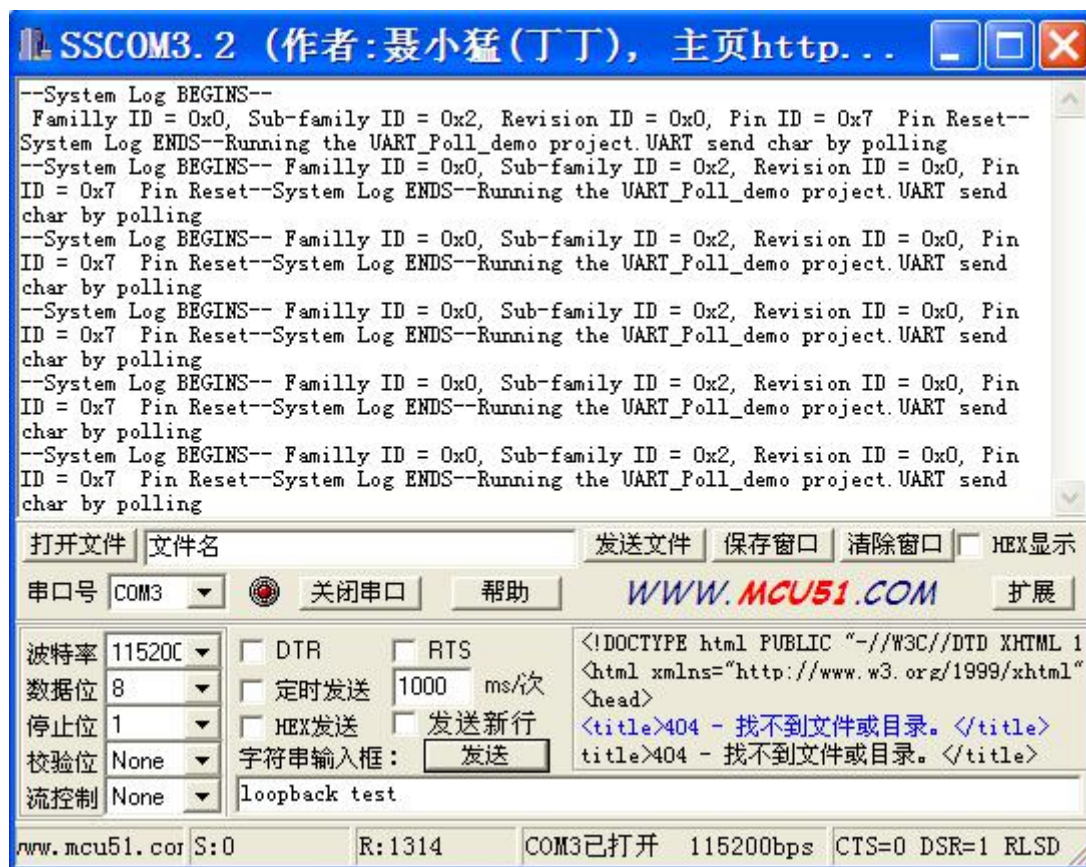 SSCOM3.2 (作者:聂小猛(丁丁), 主页http...
--System Log BEGINS--
Familly ID = 0x0, Sub-family ID = 0x2, Revision ID = 0x0, Pin ID = 0x7  Pin Reset--
System Log ENDS--Running the UART_Poll_demo project.UART send char by polling
--System Log BEGINS-- Familly ID = 0x0, Sub-family ID = 0x2, Revision ID = 0x0, Pin
ID = 0x7  Pin Reset--System Log ENDS--Running the UART_Poll_demo project.UART send
char by polling
--System Log BEGINS-- Familly ID = 0x0, Sub-family ID = 0x2, Revision ID = 0x0, Pin
ID = 0x7  Pin Reset--System Log ENDS--Running the UART_Poll_demo project.UART send
char by polling
--System Log BEGINS-- Familly ID = 0x0, Sub-family ID = 0x2, Revision ID = 0x0, Pin
ID = 0x7  Pin Reset--System Log ENDS--Running the UART_Poll_demo project.UART send
char by polling
--System Log BEGINS-- Familly ID = 0x0, Sub-family ID = 0x2, Revision ID = 0x0, Pin
ID = 0x7  Pin Reset--System Log ENDS--Running the UART_Poll_demo project.UART send
char by polling
--System Log BEGINS-- Familly ID = 0x0, Sub-family ID = 0x2, Revision ID = 0x0, Pin
ID = 0x7  Pin Reset--System Log ENDS--Running the UART_Poll_demo project.UART send
char by polling
打开文件 文件名 发送文件 保存窗口 清除窗口 HEX显示
串口号 COM3 关闭串口 帮助 WWW.MCU51.COM 扩展
波特率 11520 DTR RTS
数据位 8 定时发送 1000 ms/次
停止位 1 HEX发送 发送新行
校验位 None 字符串输入框: 发送
流控制 None loopback test
<!DOCTYPE html PUBLIC "-//W3C//DTD XHTML 1
<html xmlns="http://www.w3.org/1999/xhtml"
<head>
<title>404 - 找不到文件或目录。</title>
title>404 - 找不到文件或目录。</title>
ww.mcu51.cor S:0 R:1314 COM3已打开 115200bps CTS=0 DSR=1 RLSD